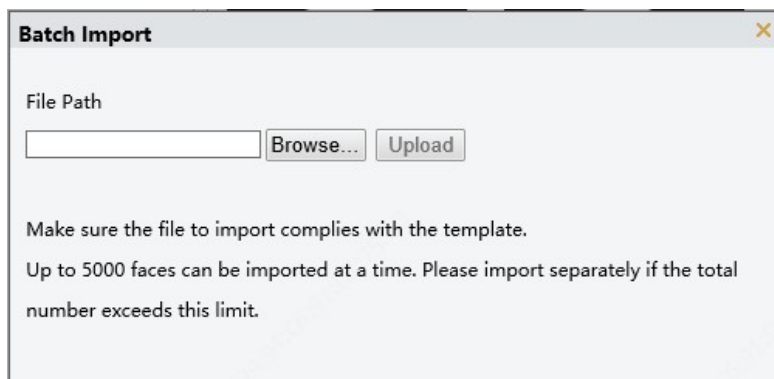 Batch Import
File Path
Browse... Upload
Make sure the file to import complies with the template.
Up to 5000 faces can be imported at a time. Please import separately if the total
number exceeds this limit.